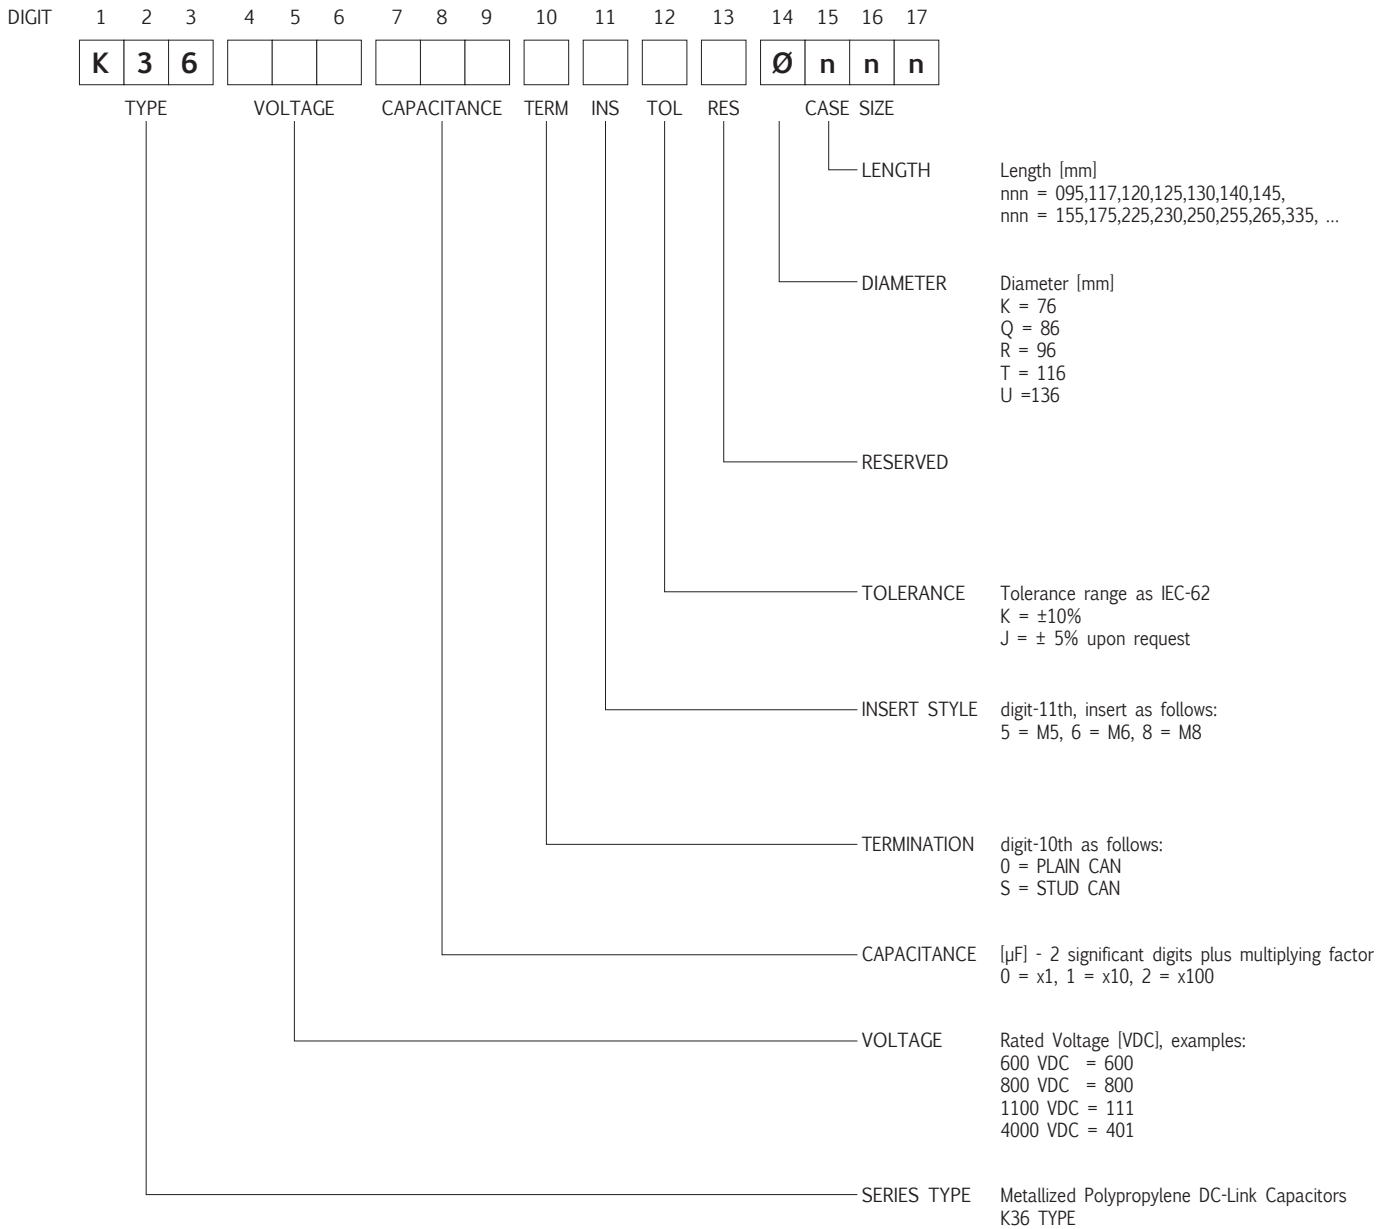 DIGIT 1 2 3 4 5 6 7 8 9 10 11 12 13 14 15 16 17
K 3 6 Ø n n n
TYPE VOLTAGE CAPACITANCE TERM INS TOL RES CASE SIZE
LENGTH Length [mm]
nnn = 095,117,120,125,130,140,145,
nnn = 155,175,225,230,250,255,265,335, ...
DIAMETER Diameter [mm]
K = 76
Q = 86
R = 96
T = 116
U =136
RESERVED
TOLERANCE Tolerance range as IEC-62
K = ±10%
J = ± 5% upon request
INSERT STYLE digit-11th, insert as follows:
5 = M5, 6 = M6, 8 = M8
TERMINATION digit-10th as follows:
0 = PLAIN CAN
S = STUD CAN
CAPACITANCE [µF] - 2 significant digits plus multiplying factor
0 = x1, 1 = x10, 2 = x100
VOLTAGE Rated Voltage [VDC], examples:
600 VDC = 600
800 VDC = 800
1100 VDC = 111
4000 VDC = 401
SERIES TYPE Metallized Polypropylene DC-Link Capacitors
K36 TYPE